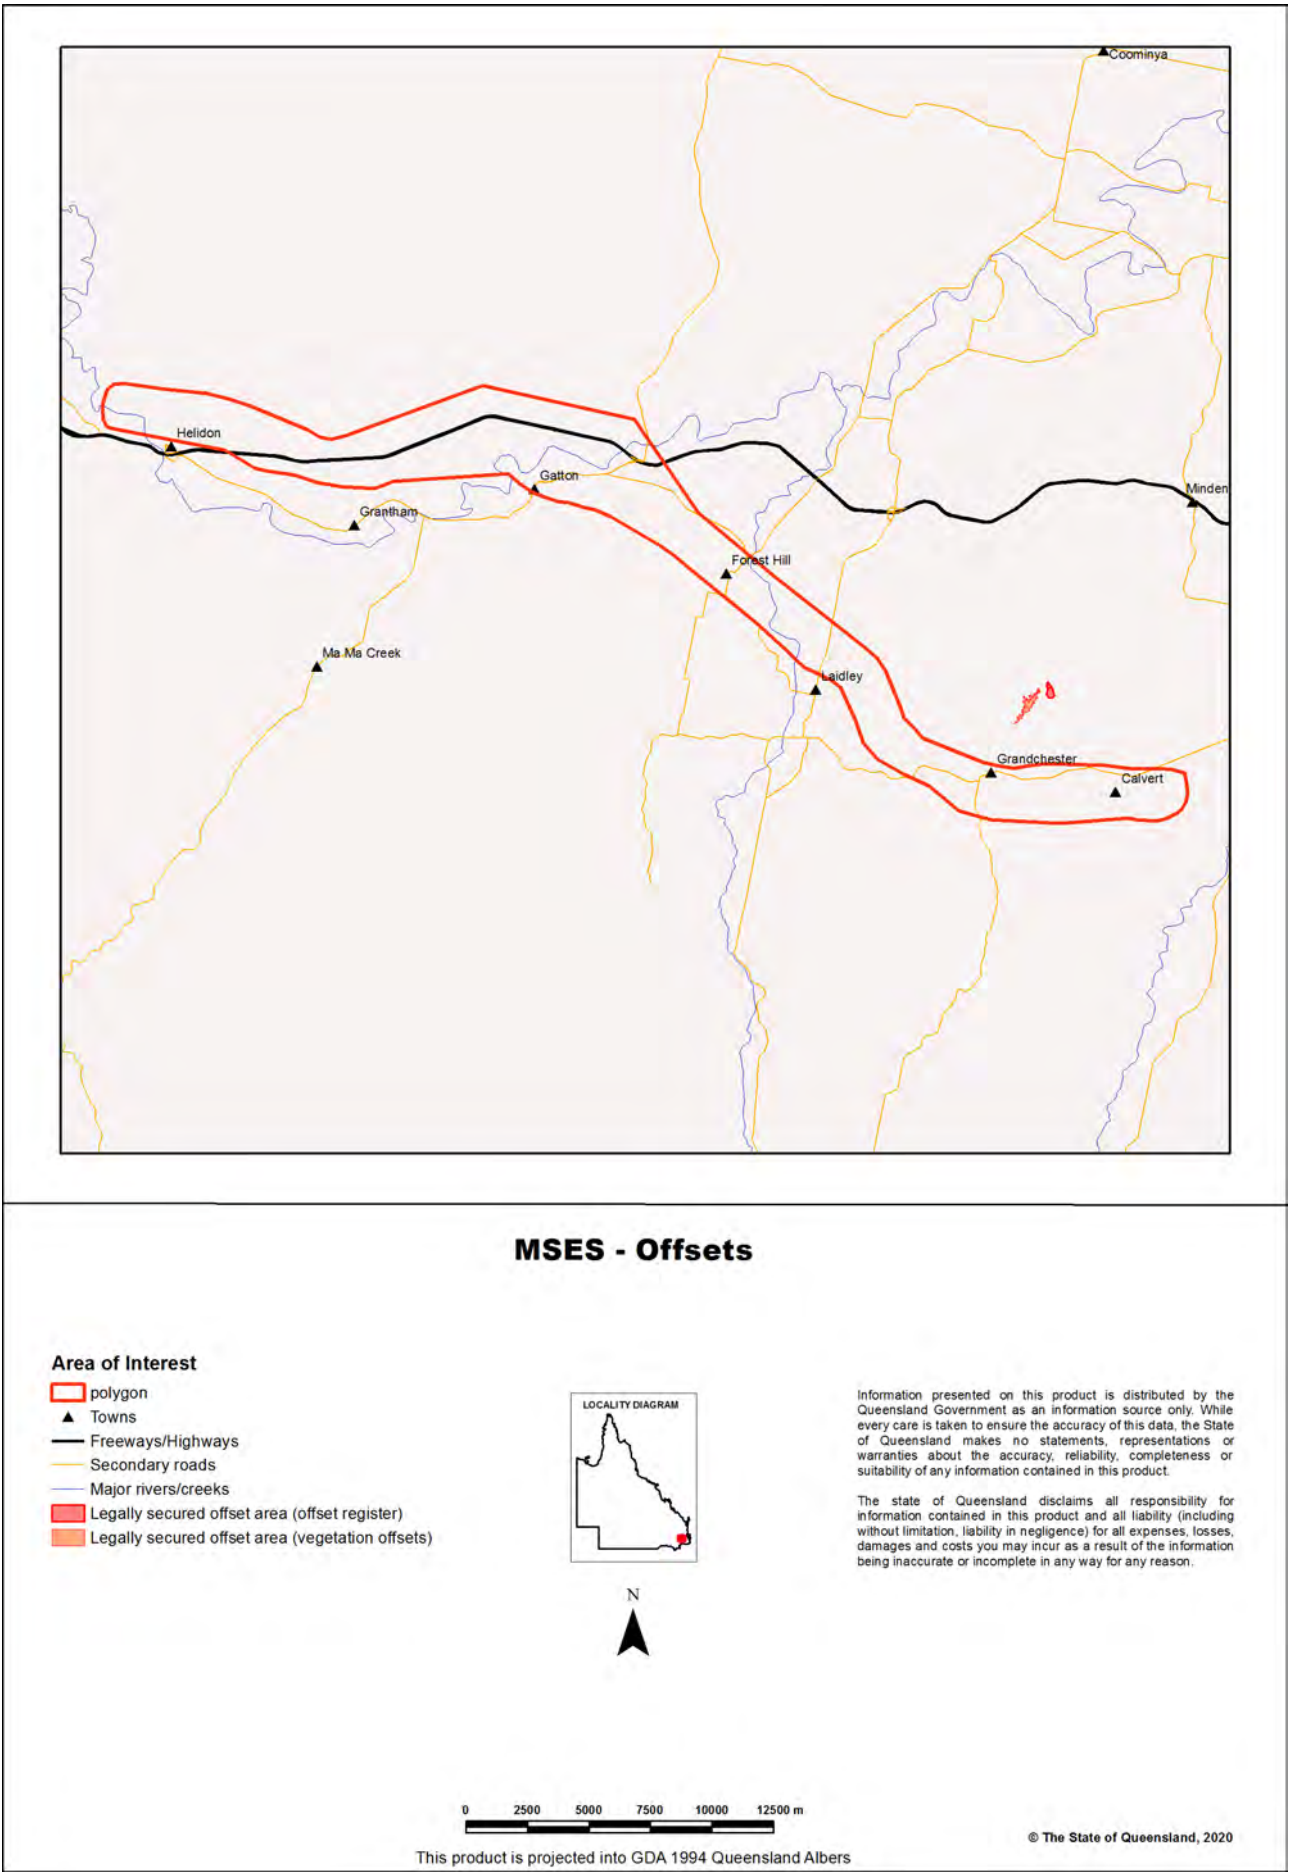 Coominya
Helidon
Gatton
Minden
Grantham
Forest Hill
Ma Ma Creek
Laidley
Grandchester
Calvert
MSES - Offsets
Area of Interest
polygon
Towns
Freeways/Highways
Secondary roads
Major rivers/creeks
Legally secured offset area (offset register)
Legally secured offset area (vegetation offsets)
LOCALITY DIAGRAM
N
Information presented on this product is distributed by the
Queensland Government as an information source only. While
every care is taken to ensure the accuracy of this data, the State
of Queensland makes no statements, representations or
warranties about the accuracy, reliability, completeness or
suitability of any information contained in this product.
The state of Queensland disclaims all responsibility for
information contained in this product and all liability (including
without limitation, liability in negligence) for all expenses, losses,
damages and costs you may incur as a result of the information
being inaccurate or incomplete in any way for any reason.
0 2500 5000 7500 10000 12500 m
This product is projected into GDA 1994 Queensland Albers
© The State of Queensland, 2020